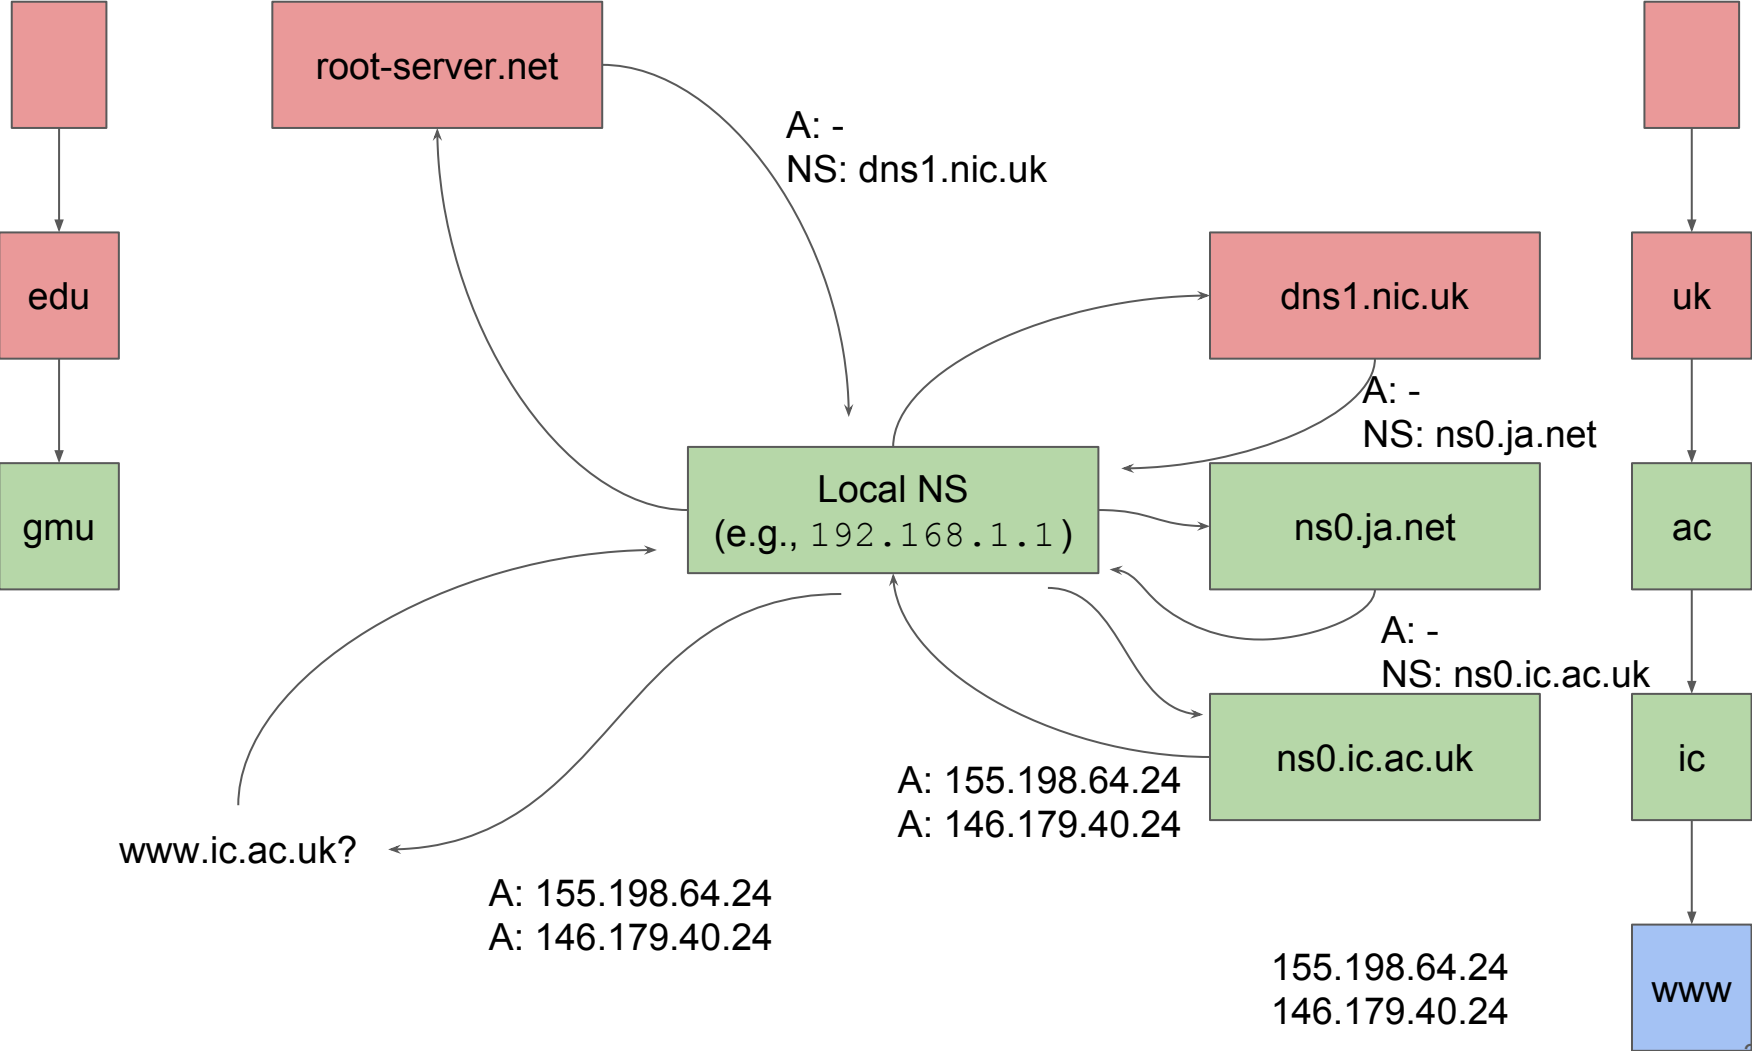 root-server.net
A: -
NS: dns1.nic.uk
edu
dns1.nic.uk
uk
A: -
NS: ns0.ja.net
Local NS
(e.g., 192.168.1.1)
gmu
ns0.ja.net
ac
A: -
NS: ns0.ic.ac.uk
ns0.ic.ac.uk
ic
A: 155.198.64.24
A: 146.179.40.24
www.ic.ac.uk?
A: 155.198.64.24
A: 146.179.40.24
155.198.64.24
146.179.40.24
www